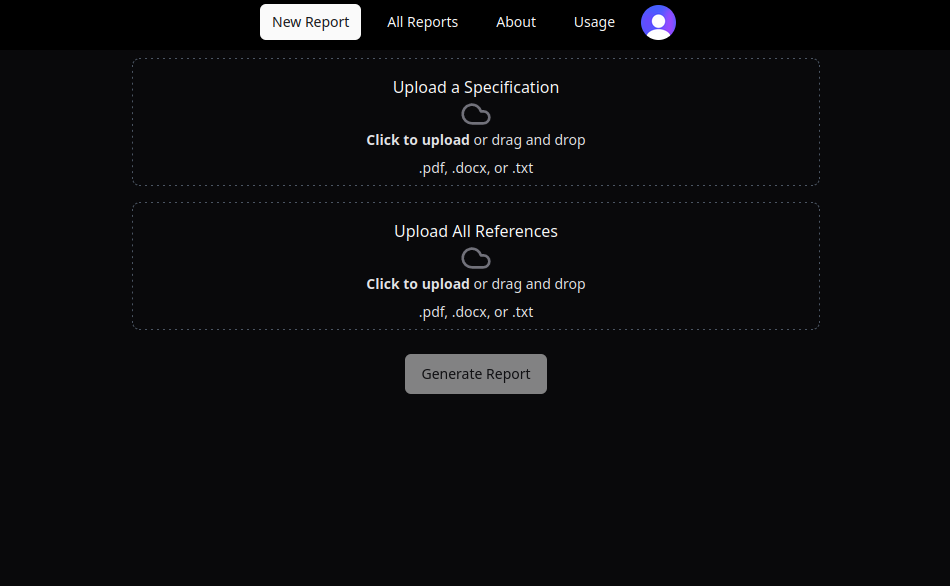 New Report All Reports About Usage
Upload a Specification
Click to upload or drag and drop
.pdf, .docx, or .txt
Upload All References
Click to upload or drag and drop
.pdf, .docx, or .txt
Generate Report